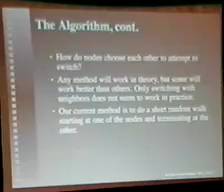 The Algorithm, cont.
• How do nodes choose each other to attempt to
switch?
• Any method will work in theory, but some will
work better than others. Only switching with
neighbors does not seem to work in practice.
• Our current method is to do a short random walk
starting at one of the nodes and terminating at the
other.